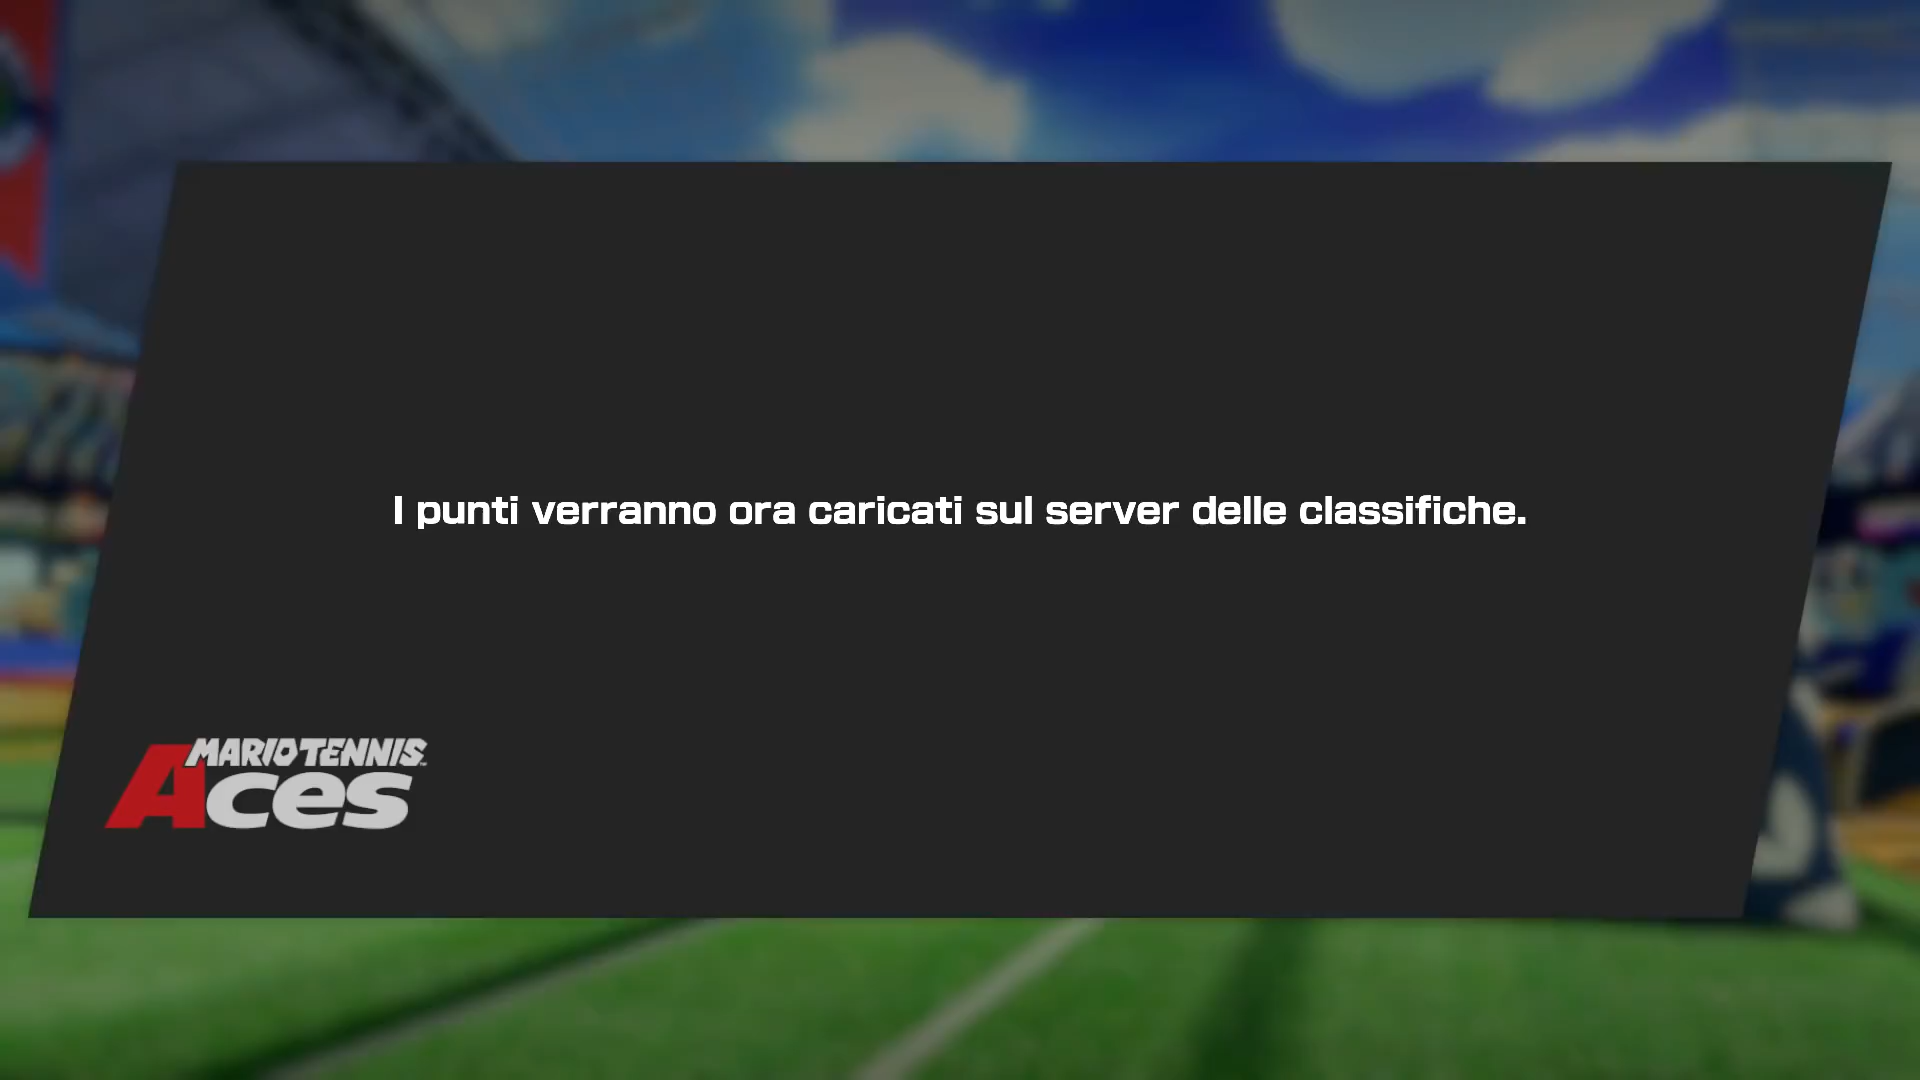 I punti verranno ora caricati sul server delle classifiche.
MARIO TENNIS
Aces